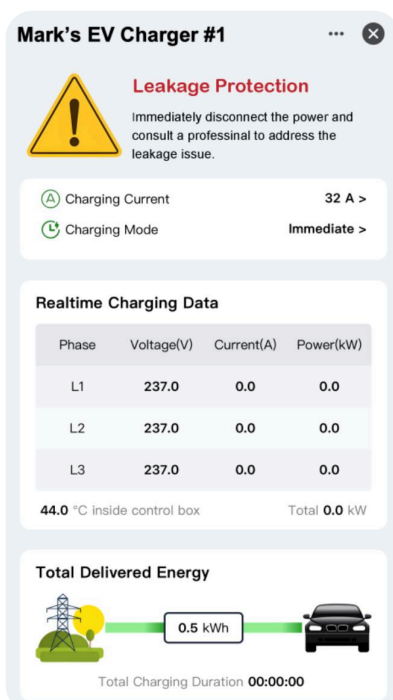 Mark's EV Charger #1
Leakage Protection
Immediately disconnect the power and
consult a professinal to address the
leakage issue.
Charging Current 32 A >
Charging Mode Immediate >
Realtime Charging Data
Phase Voltage(V) Current(A) Power(kW)
L1 237.0 0.0 0.0
L2 237.0 0.0 0.0
L3 237.0 0.0 0.0
44.0 °C inside control box Total 0.0 kW
Total Delivered Energy
0.5 kWh
Total Charging Duration 00:00:00